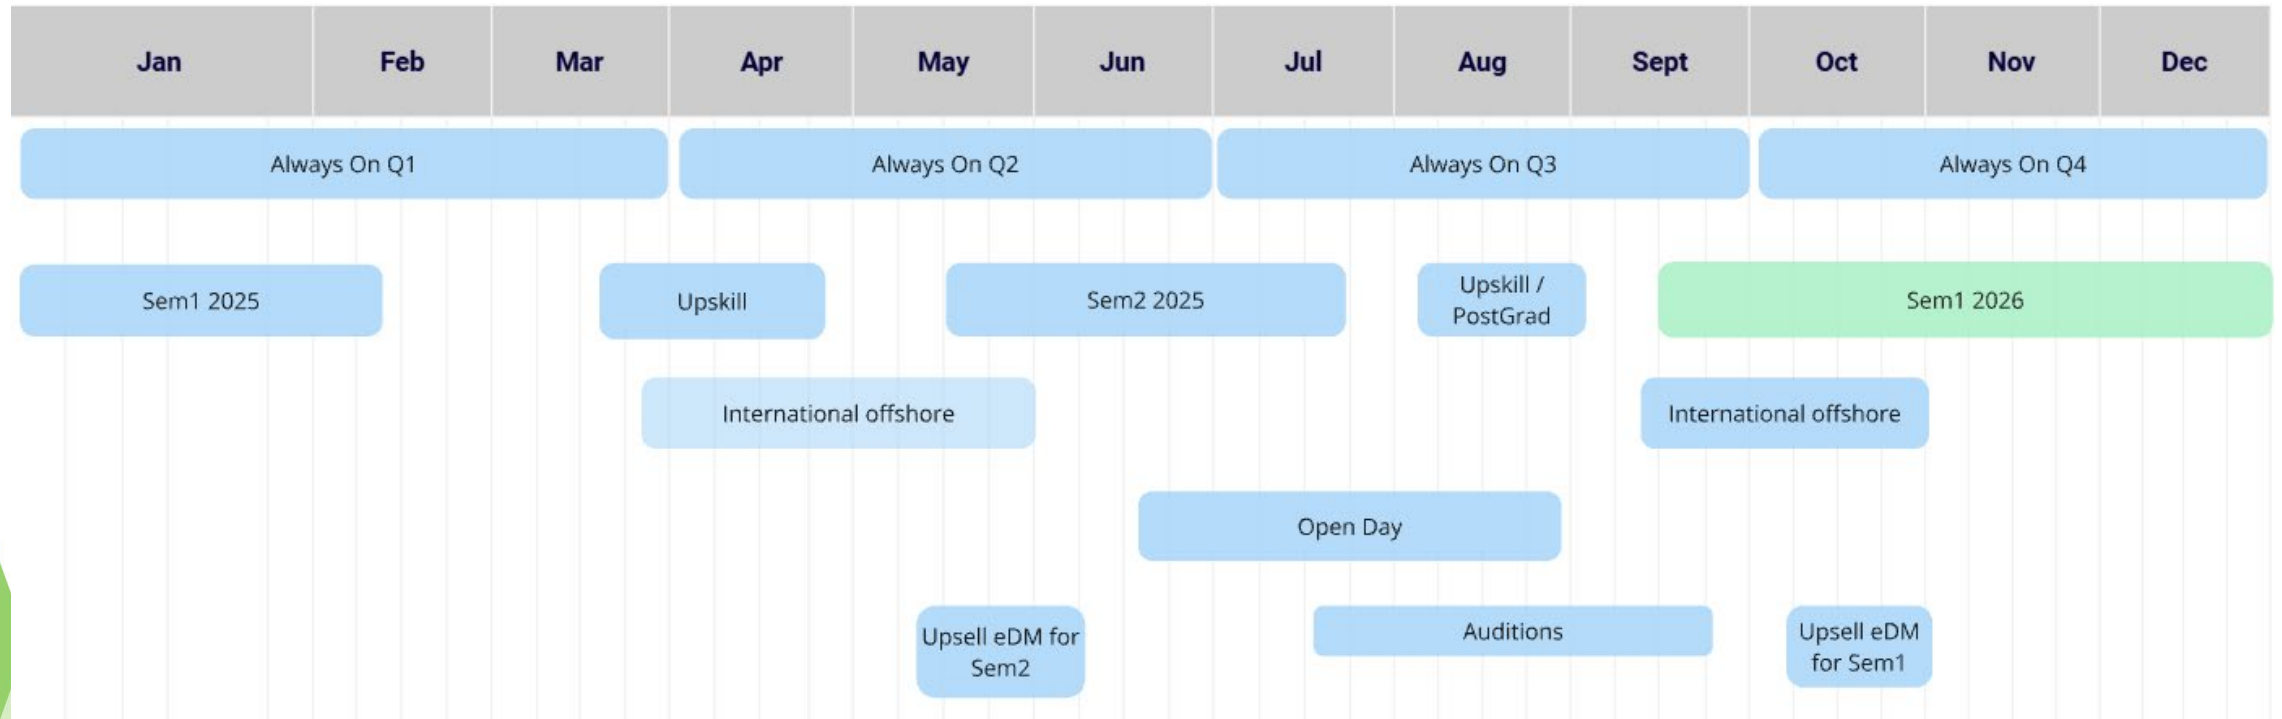 Jan
Feb
Mar
Apr
May
Jun
Jul
Aug
Sept
Oct
Nov
Dec
Always On Q1
Always On Q2
Always On Q3
Always On Q4
Sem1 2025
Upskill
Sem2 2025
Upskill /
PostGrad
Sem1 2026
International offshore
International offshore
Open Day
Upsell eDM for
Sem2
Auditions
Upsell eDM
for Sem1